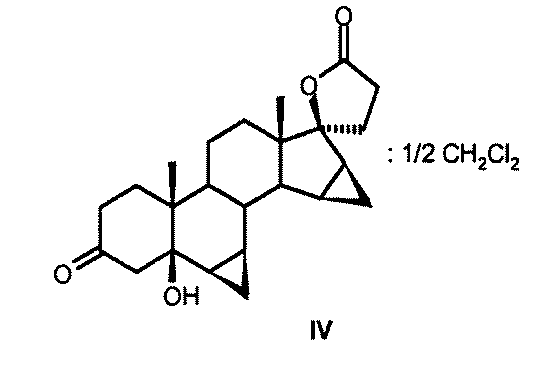 O
O
: 1/2 CH₂Cl₂
O
OH
IV